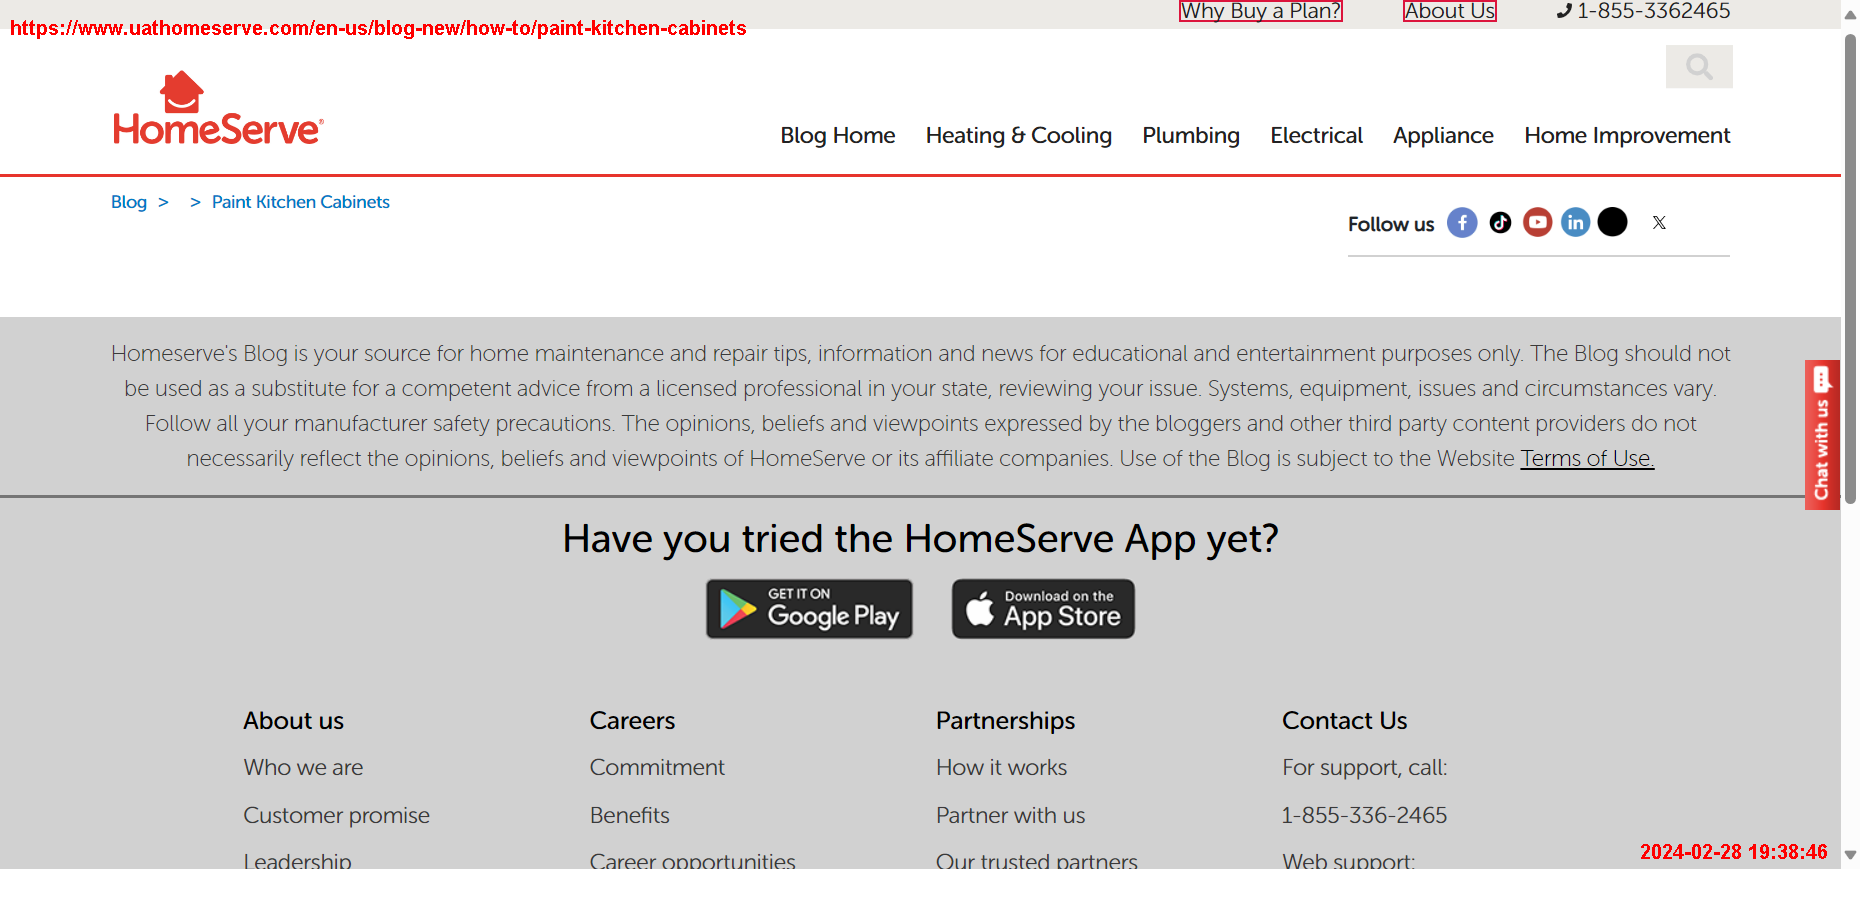 Why Buy a Plan? About Us 1-855-3362465
https://www.uathomeserve.com/en-us/blog-new/how-to/paint-kitchen-cabinets
HomeServe®
Blog Home Heating & Cooling Plumbing Electrical Appliance Home Improvement
Blog > > Paint Kitchen Cabinets
Follow us
Homeserve's Blog is your source for home maintenance and repair tips, information and news for educational and entertainment purposes only. The Blog should not
be used as a substitute for a competent advice from a licensed professional in your state, reviewing your issue. Systems, equipment, issues and circumstances vary.
Follow all your manufacturer safety precautions. The opinions, beliefs and viewpoints expressed by the bloggers and other third party content providers do not
necessarily reflect the opinions, beliefs and viewpoints of HomeServe or its affiliate companies. Use of the Blog is subject to the Website Terms of Use.
Chat with us
Have you tried the HomeServe App yet?
GET IT ON
Google Play
Download on the
App Store
About us Careers Partnerships Contact Us
Who we are Commitment How it works For support, call:
Customer promise Benefits Partner with us 1-855-336-2465
Leadership Career opportunities Our trusted partners Web support:
2024-02-28 19:38:46